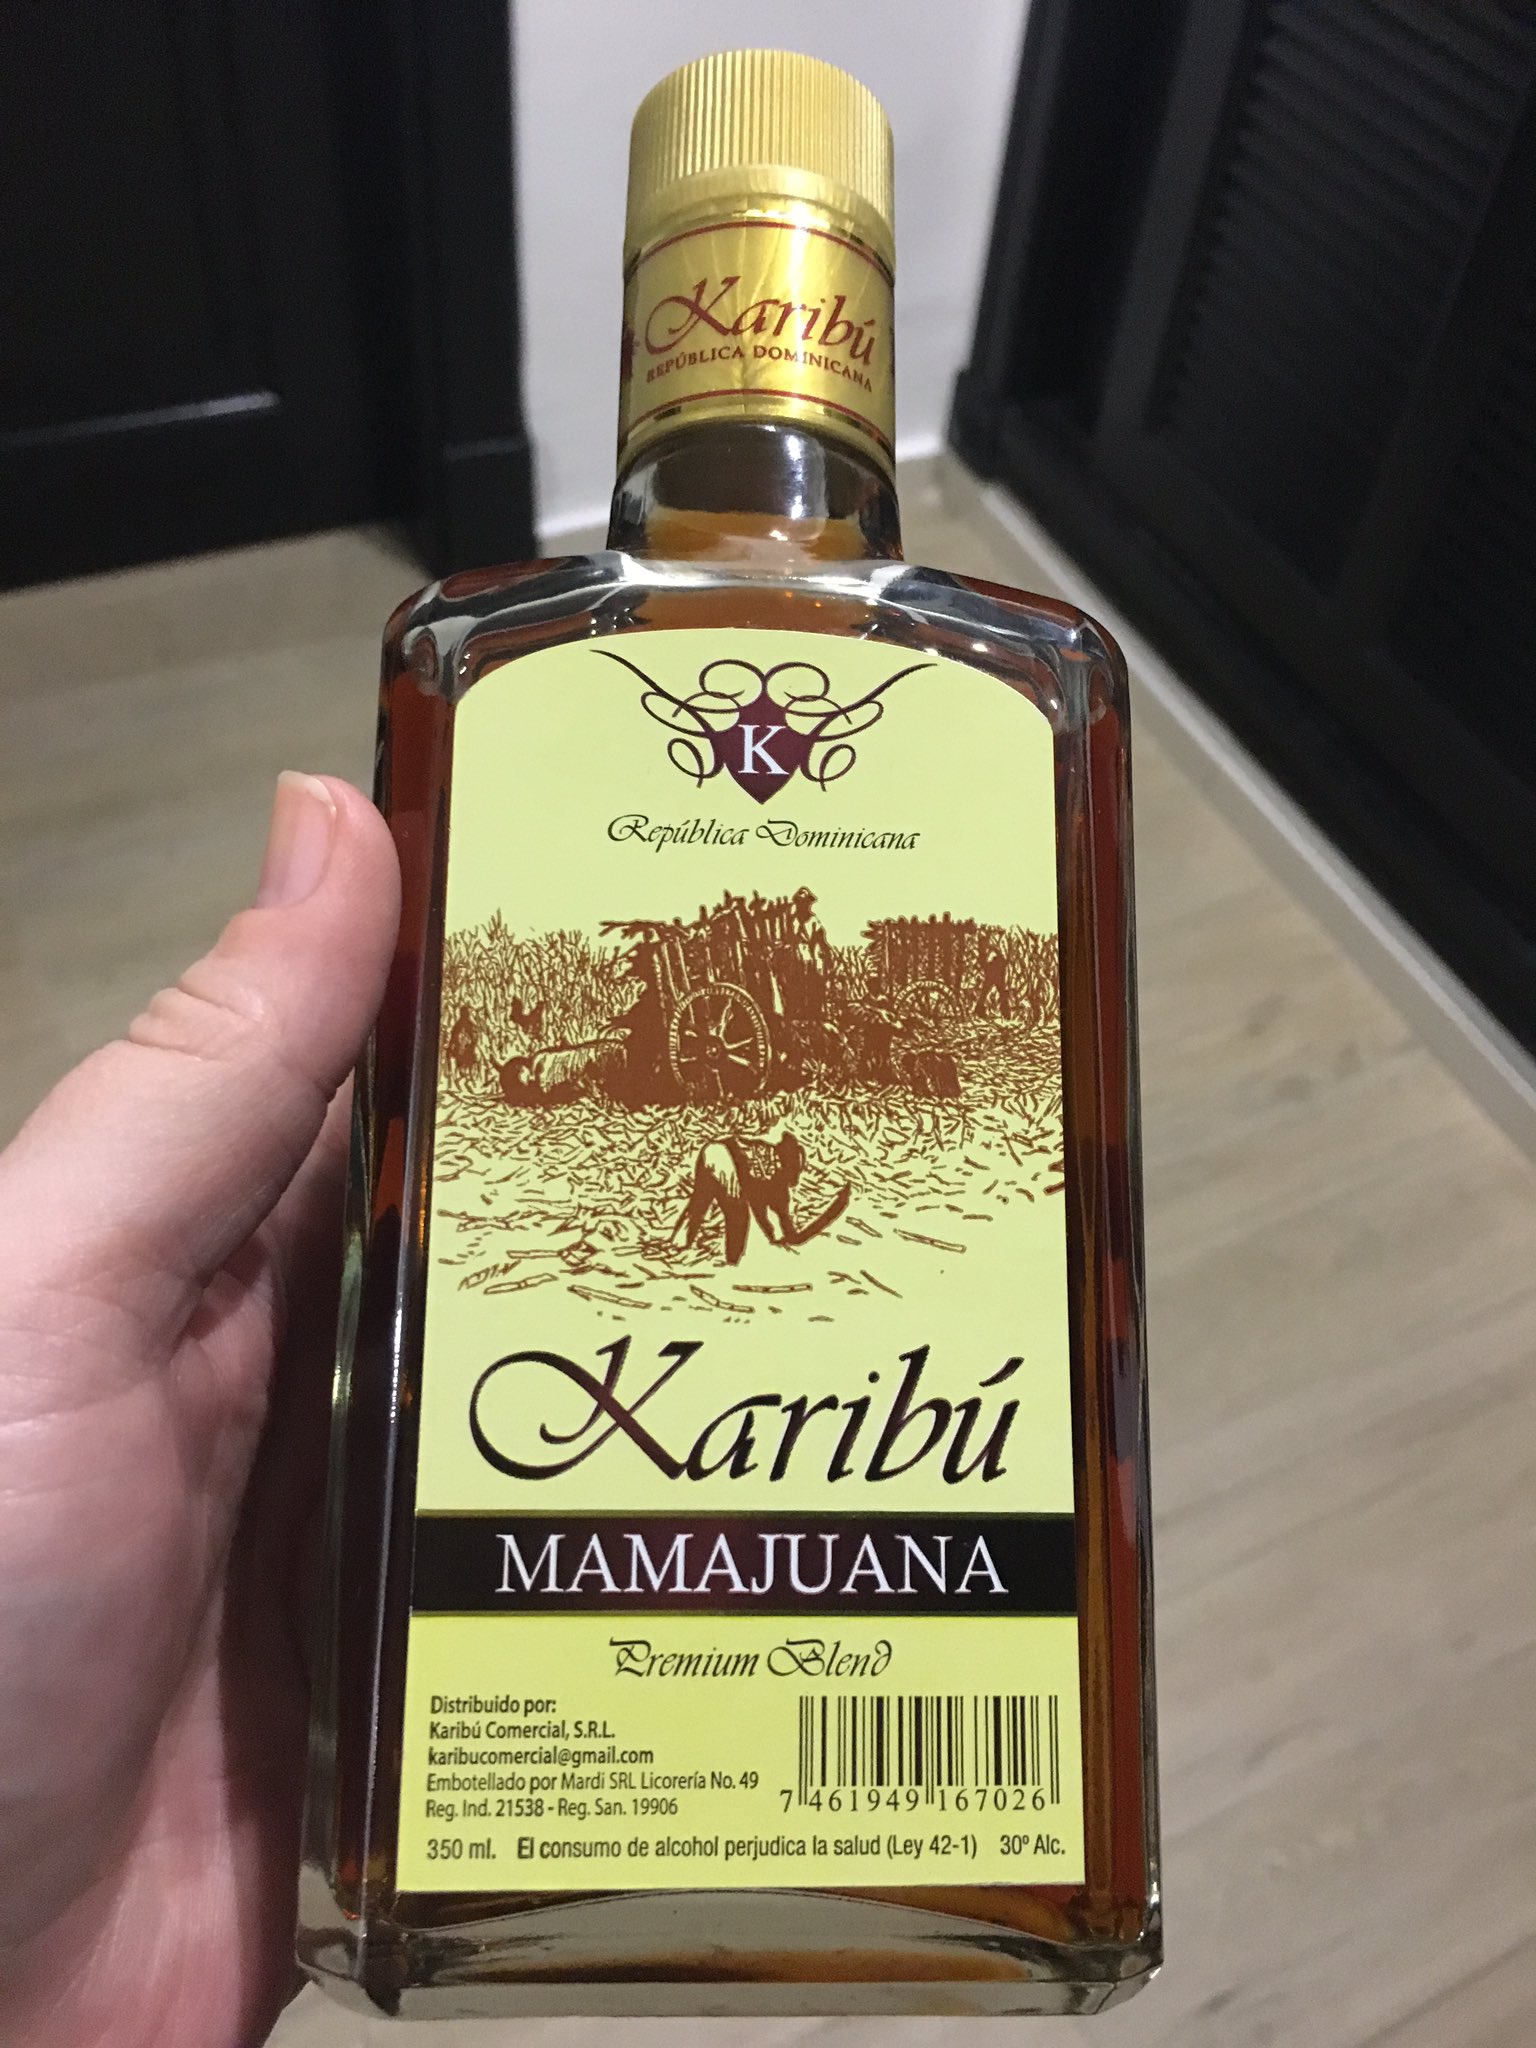 Karibú
REPÚBLICA DOMINICANA
K
República Dominicana
Karibú
MAMAJUANA
Premium Blend
Distribuido por:
Karibú Comercial, S.R.L.
karibucomercial@gmail.com
Embotellado por Mardi SRL Licorería No. 49
Reg. Ind. 21538 - Reg. San. 19906
7 461949 167026
350 ml. El consumo de alcohol perjudica la salud (Ley 42-1) 30º Alc.